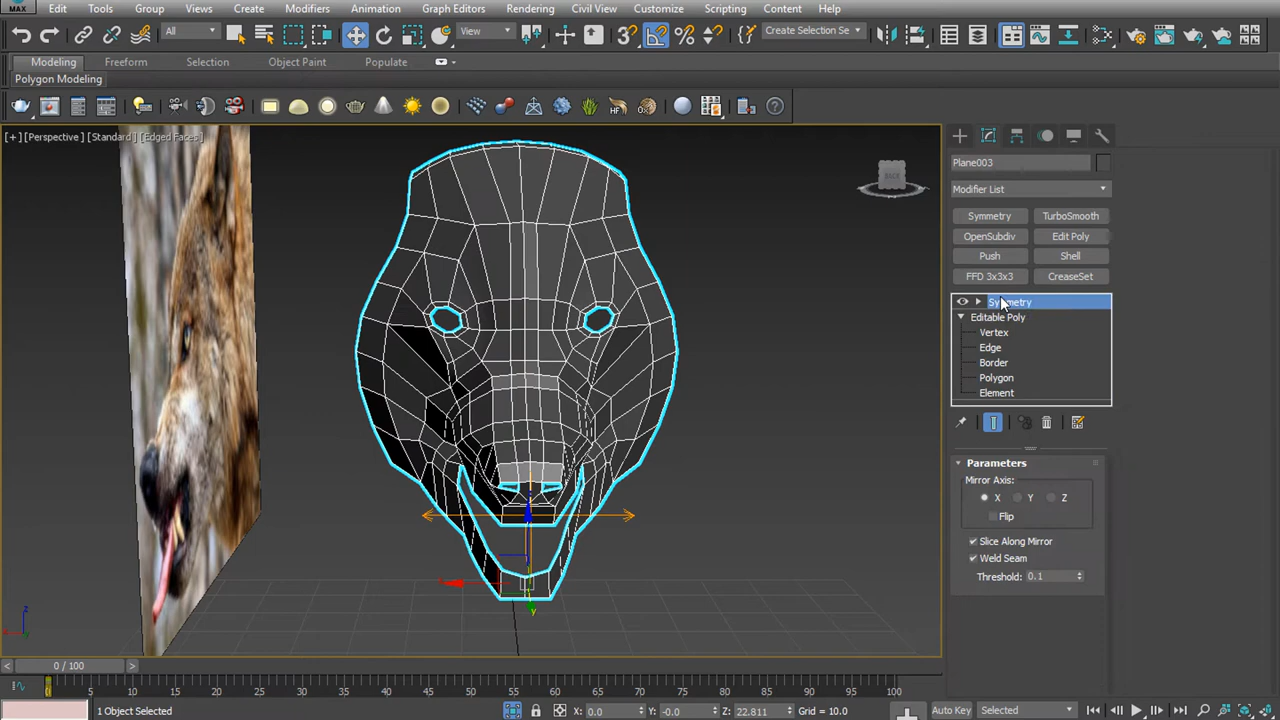 MAX
Edit Tools Group Views Create Modifiers Animation Graph Editors Rendering Civil View Customize Scripting Content Help
All View Create Selection Se
Modeling Freeform Selection Object Paint Populate
Polygon Modeling
[+] [Perspective] [Standard] [Edged Faces]
BACK
Plane003
Modifier List
Symmetry TurboSmooth
OpenSubdiv Edit Poly
Push Shell
FFD 3x3x3 CreaseSet
Symmetry
Editable Poly
Vertex
Edge
Border
Polygon
Element
Parameters
Mirror Axis:
X Y Z
Flip
Slice Along Mirror
Weld Seam
Threshold: 0.1
z
x
y
y
0 / 100
0 5 10 15 20 25 30 35 40 45 50 55 60 65 70 75 80 85 90 95 100
1 Object Selected X: 0.0 Y: -0.0 Z: 22.811 Grid = 10.0 Auto Key Selected